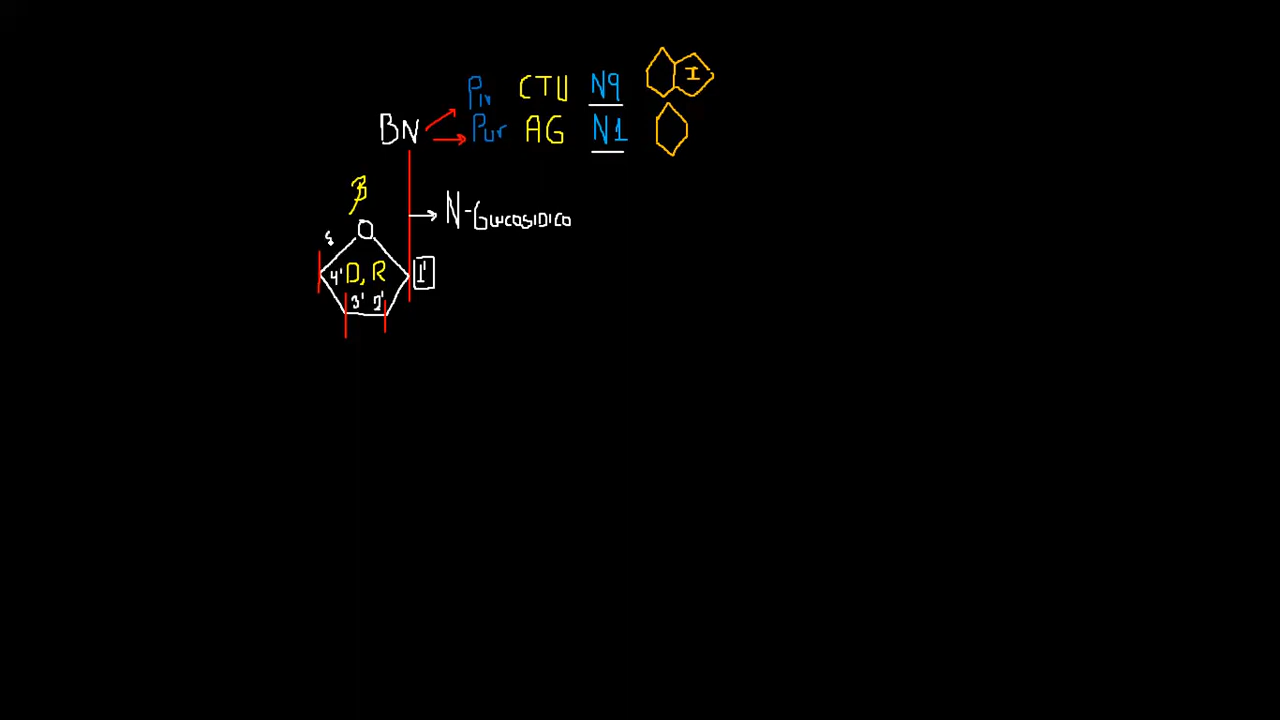 Pir CTU N9 I
BN Pur AG N1
β
N-Glucosidico
O
5
4' D, R 1'
3' 2'